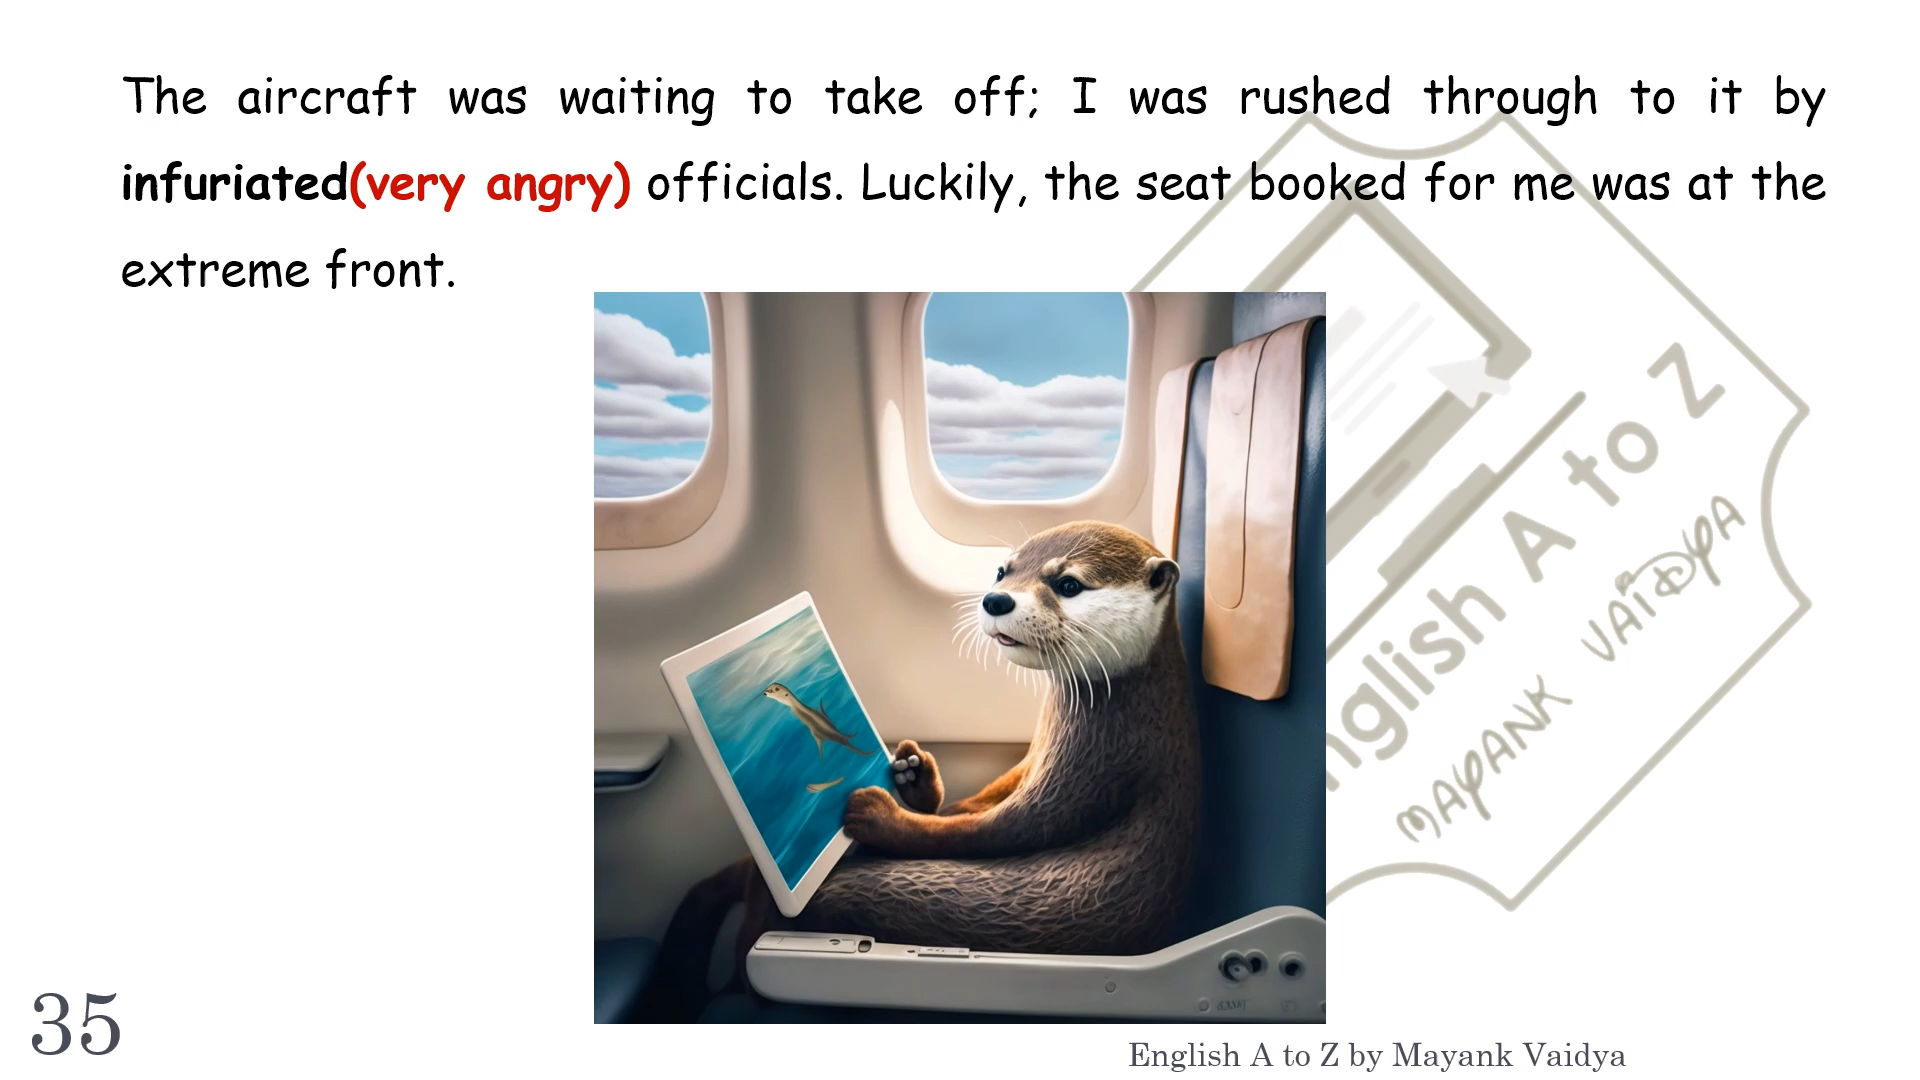 The aircraft was waiting to take off; I was rushed through to it by
infuriated(very angry) officials. Luckily, the seat booked for me was at the
extreme front.
English A to Z
MAYANK VAIDYA
35
English A to Z by Mayank Vaidya